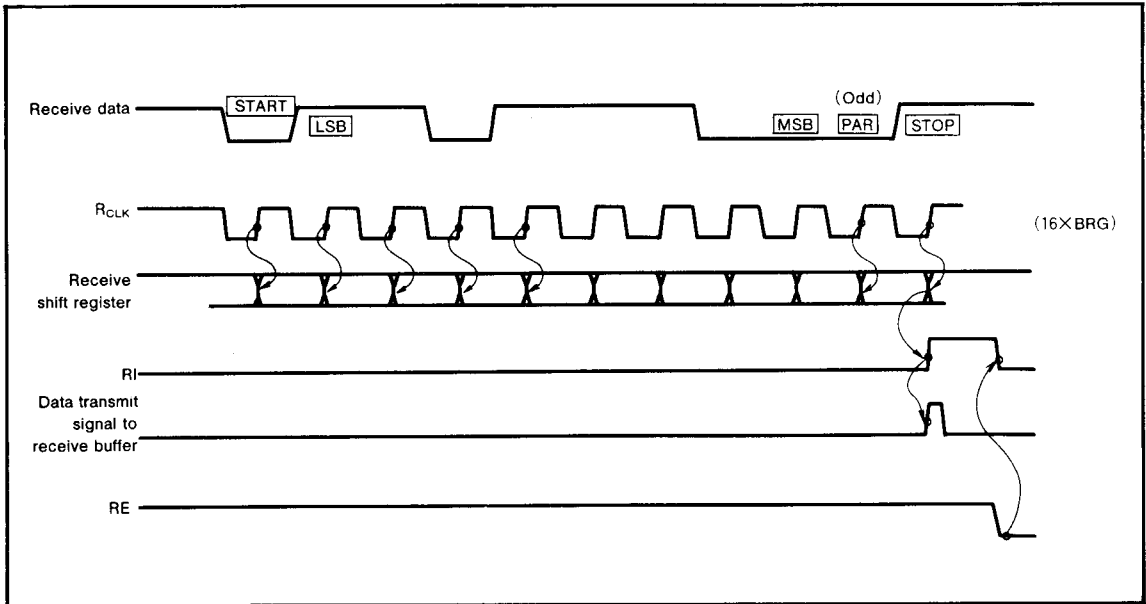 (Odd)
Receive data
START
LSB
MSB
PAR
STOP
RCLK
(16×BRG)
Receive
shift register
RI
Data transmit
signal to
receive buffer
RE